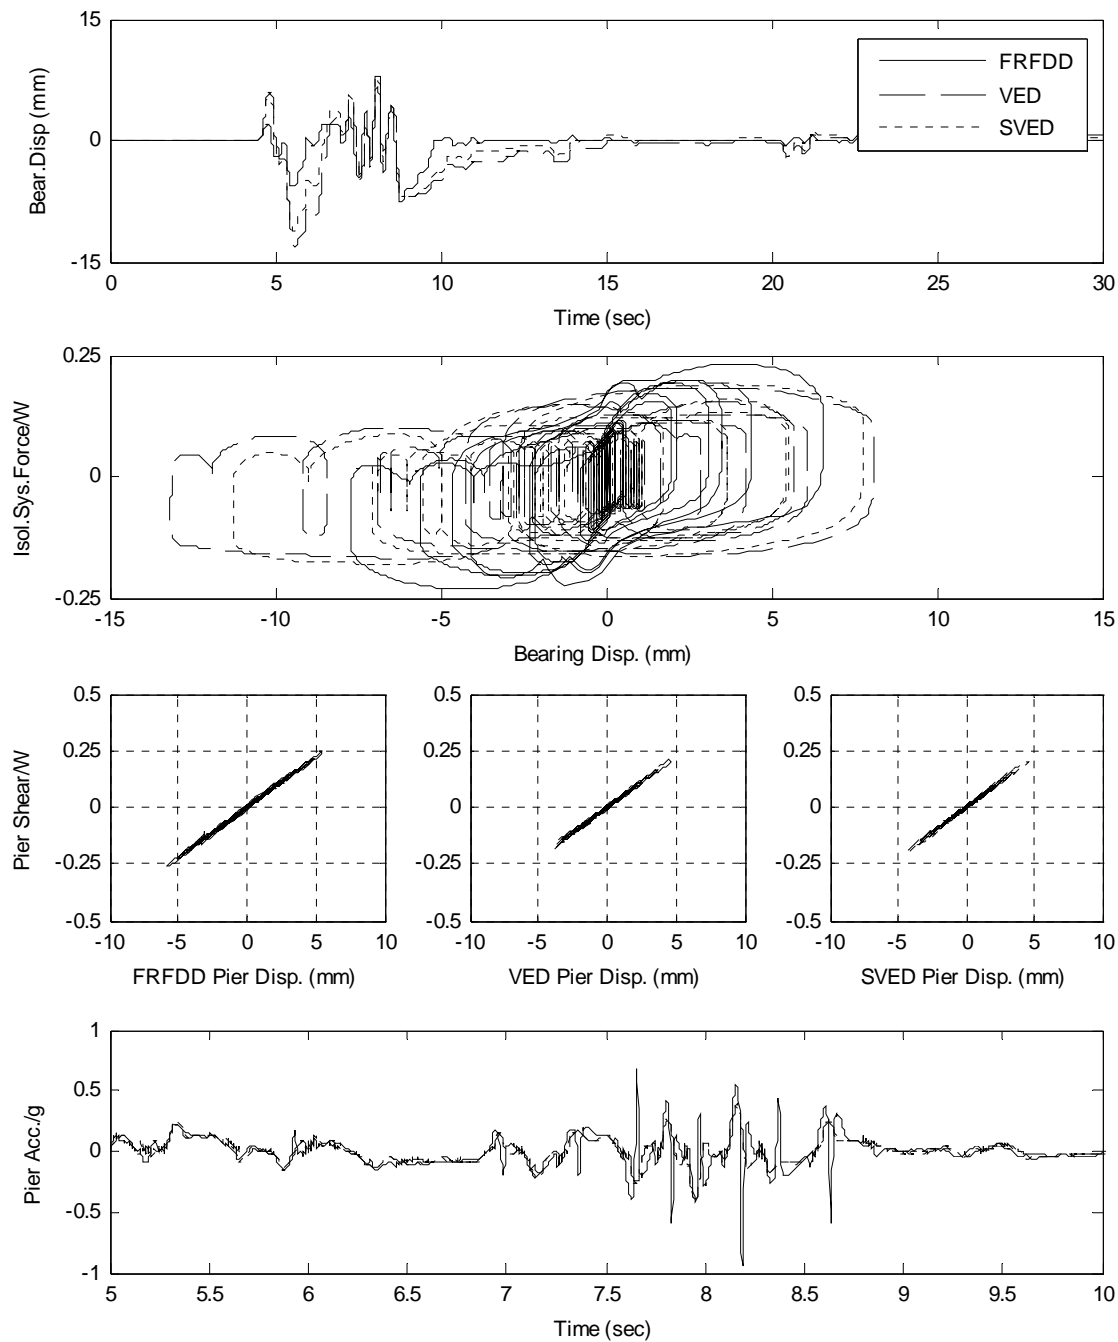 15
0
-15
Bear.Disp (mm)
FRFDD
VED
SVED
0 5 10 15 20 25 30
Time (sec)
0.25
0
-0.25
Isol.Sys.Force/W
-15 -10 -5 0 5 10 15
Bearing Disp. (mm)
0.5 0.5 0.5
0.25 0.25 0.25
0 0 0
-0.25 -0.25 -0.25
-0.5 -0.5 -0.5
Pier Shear/W
-10 -5 0 5 10 -10 -5 0 5 10 -10 -5 0 5 10
FRFDD Pier Disp. (mm) VED Pier Disp. (mm) SVED Pier Disp. (mm)
1
0.5
0
-0.5
-1
Pier Acc./g
5 5.5 6 6.5 7 7.5 8 8.5 9 9.5 10
Time (sec)